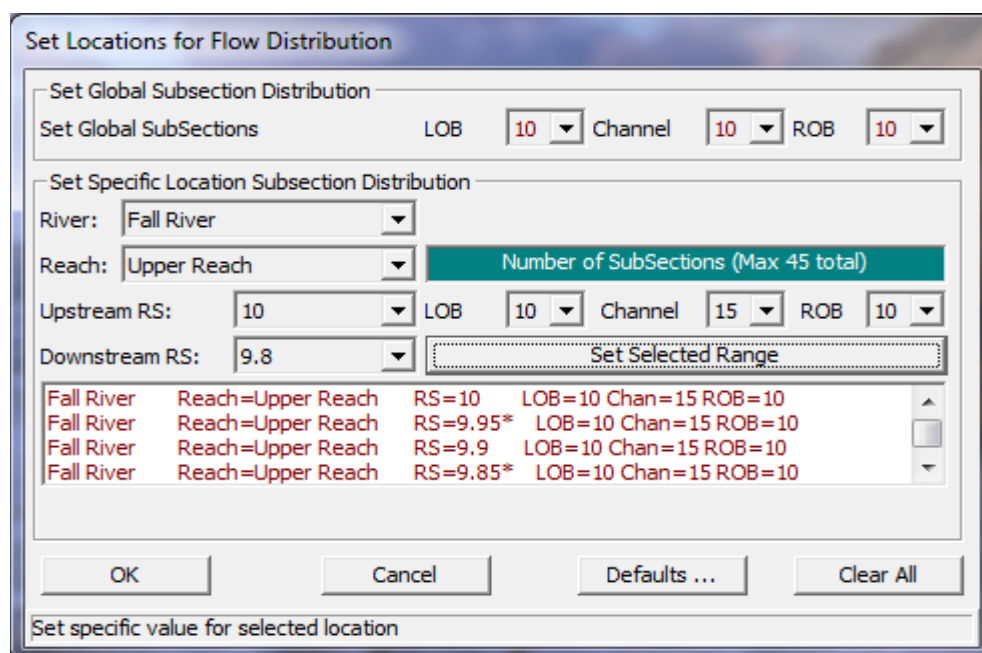 Set Locations for Flow Distribution
Set Global Subsection Distribution
Set Global SubSections LOB 10 Channel 10 ROB 10
Set Specific Location Subsection Distribution
River: Fall River
Reach: Upper Reach Number of SubSections (Max 45 total)
Upstream RS: 10 LOB 10 Channel 15 ROB 10
Downstream RS: 9.8 Set Selected Range
Fall River Reach=Upper Reach RS=10 LOB=10 Chan=15 ROB=10
Fall River Reach=Upper Reach RS=9.95* LOB=10 Chan=15 ROB=10
Fall River Reach=Upper Reach RS=9.9 LOB=10 Chan=15 ROB=10
Fall River Reach=Upper Reach RS=9.85* LOB=10 Chan=15 ROB=10
OK Cancel Defaults ... Clear All
Set specific value for selected location